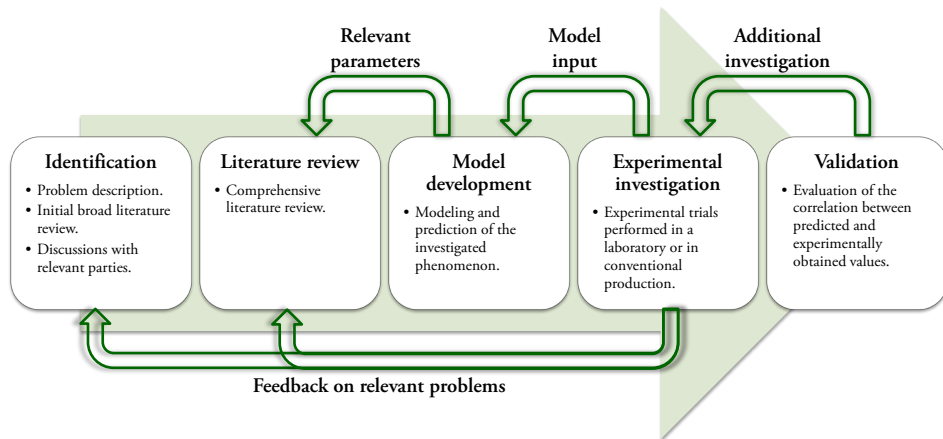 Relevant
parameters
Model
input
Additional
investigation
Identification
• Problem description.
• Initial broad literature
review.
• Discussions with
relevant parties.
Literature review
• Comprehensive
literature review.
Model
development
• Modeling and
prediction of the
investigated
phenomenon.
Experimental
investigation
• Experimental trials
performed in a
laboratory or in
conventional
production.
Validation
• Evaluation of the
correlation between
predicted and
experimentally
obtained values.
Feedback on relevant problems